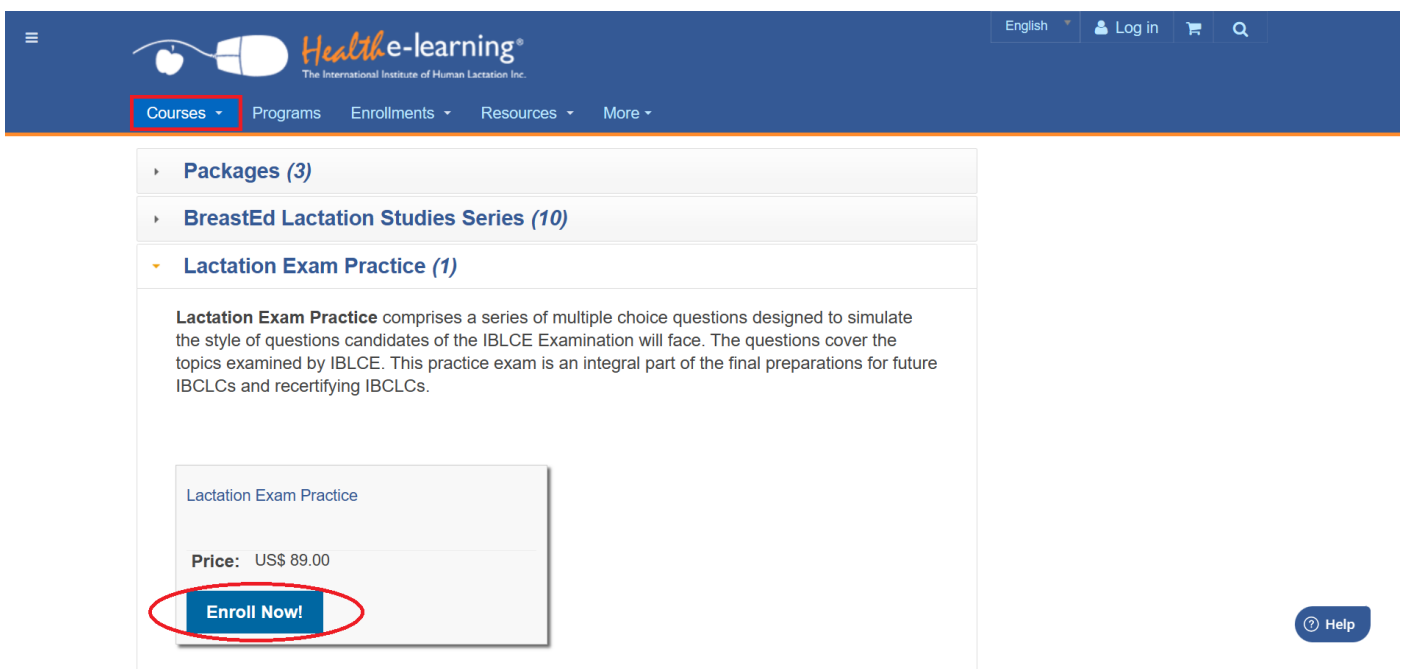 English
Log in
Health e-learning®
The International Institute of Human Lactation Inc.
Courses
Programs
Enrollments
Resources
More
Packages (3)
BreastEd Lactation Studies Series (10)
Lactation Exam Practice (1)
Lactation Exam Practice comprises a series of multiple choice questions designed to simulate
the style of questions candidates of the IBLCE Examination will face. The questions cover the
topics examined by IBLCE. This practice exam is an integral part of the final preparations for future
IBCLCs and recertifying IBCLCs.
Lactation Exam Practice
Price: US$ 89.00
Enroll Now!
Help